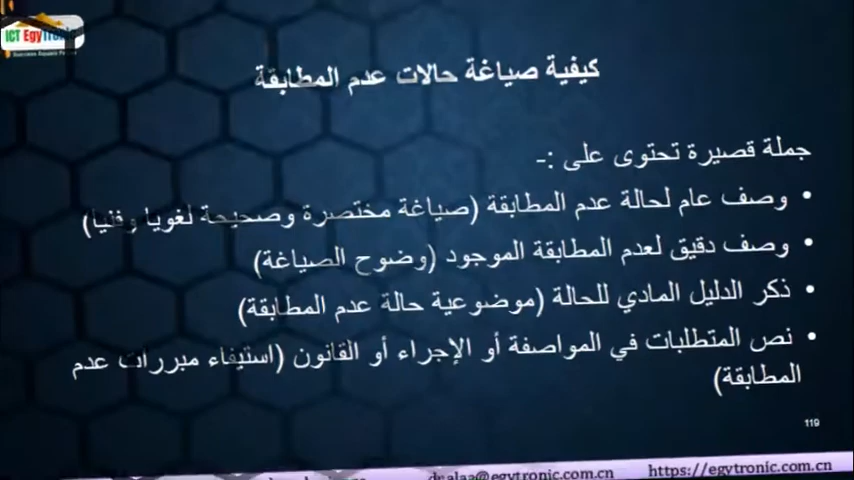 ICT EgyTronic
كيفية صياغة حالات عدم المطابقة
جملة قصيرة تحتوى على :-
• وصف عام لحالة عدم المطابقة (صياغة مختصرة وصحيحة لغويا وفنيا)
• وصف دقيق لعدم المطابقة الموجود (وضوح الصياغة)
• ذكر الدليل المادي للحالة (موضوعية حالة عدم المطابقة)
• نص المتطلبات في المواصفة أو الإجراء أو القانون (استيفاء مبررات عدم
المطابقة)
119
dr.alaa@egytronic.com.cn https://egytronic.com.cn